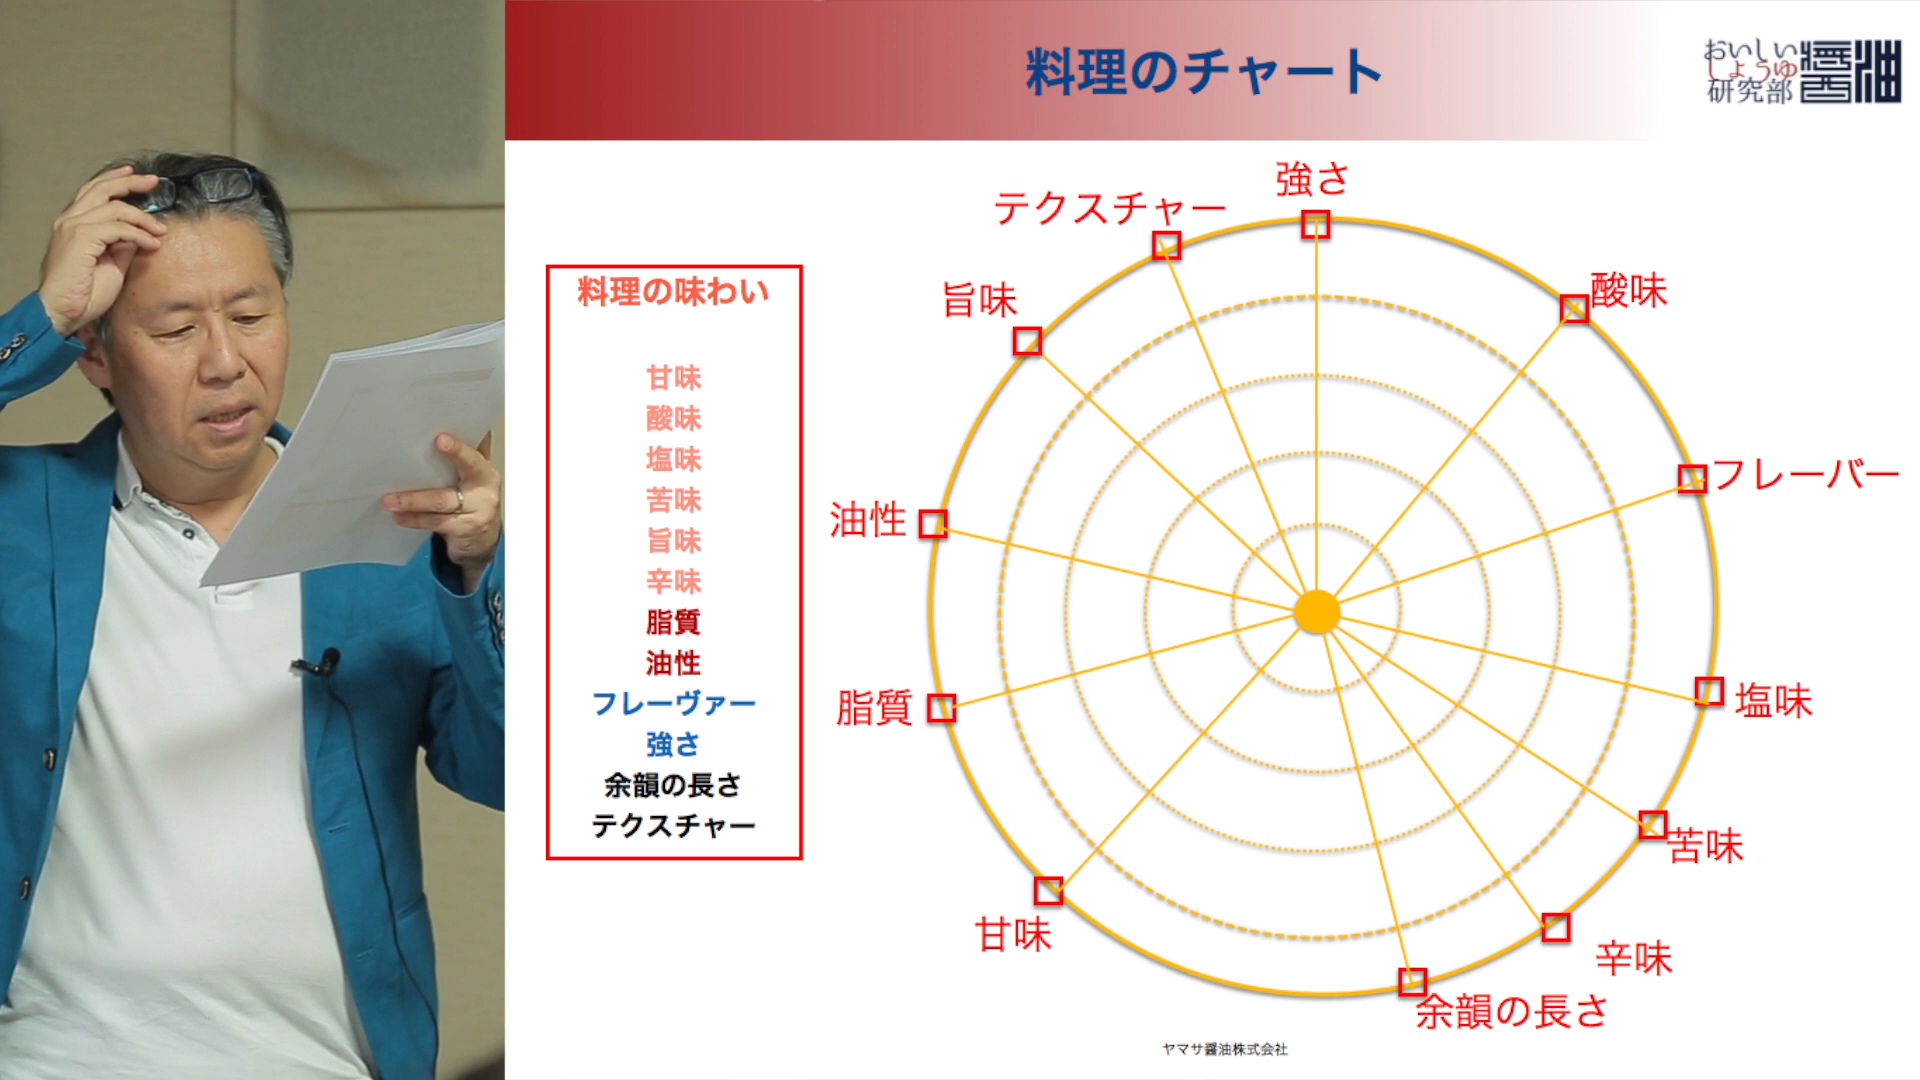 料理のチャート
おいしい
しょうゆ
研究部
醤油
料理の味わい
甘味
酸味
塩味
苦味
旨味
辛味
脂質
油性
フレーヴァー
強さ
余韻の長さ
テクスチャー
強さ
テクスチャー
酸味
旨味
フレーバー
油性
塩味
脂質
苦味
甘味
辛味
余韻の長さ
ヤマサ醤油株式会社